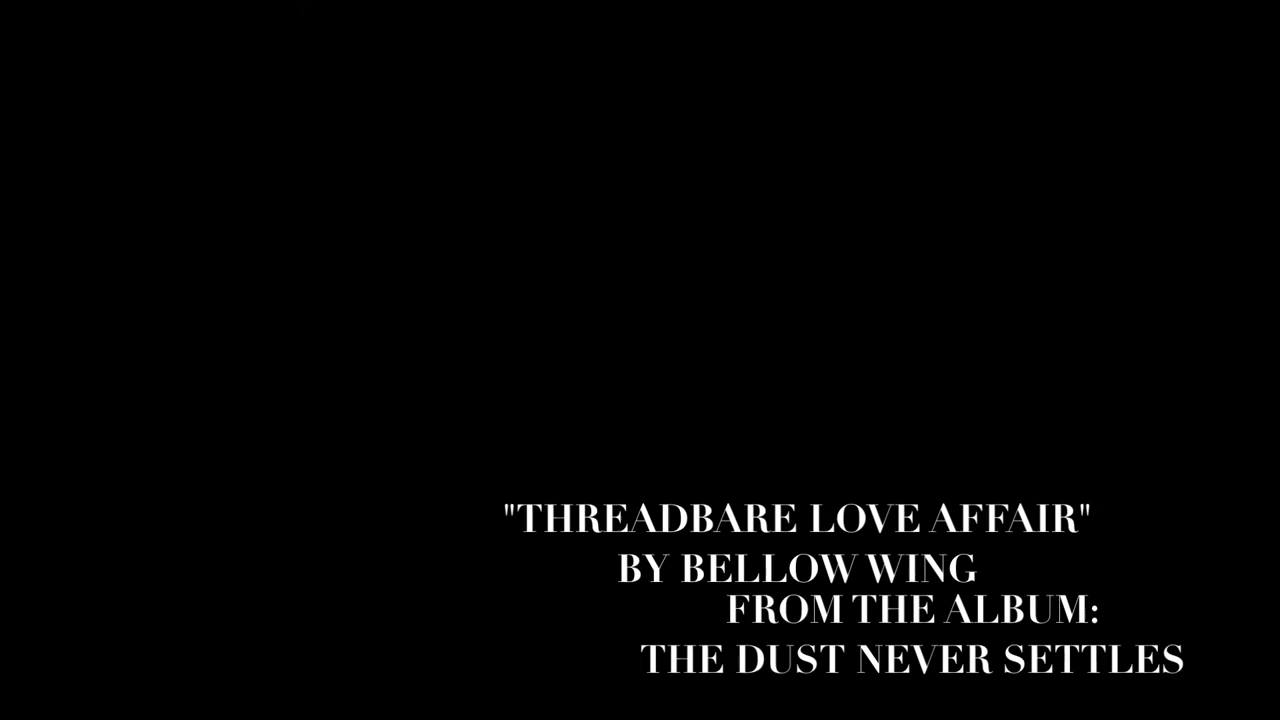 "THREADBARE LOVE AFFAIR"
BY BELLOW WING
FROM THE ALBUM:
THE DUST NEVER SETTLES